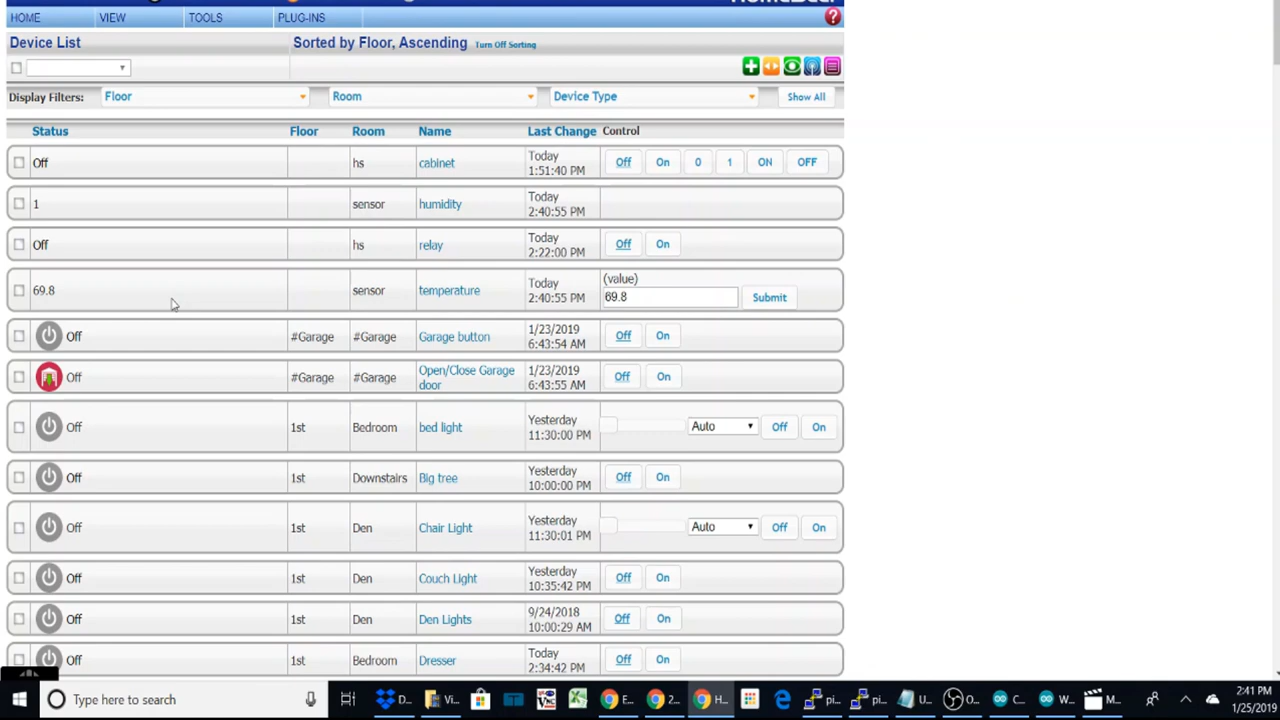 HOME VIEW TOOLS PLUG-INS ?
Device List Sorted by Floor, Ascending Turn Off Sorting
Display Filters: Floor Room Device Type Show All
Status Floor Room Name Last Change Control
Off hs cabinet Today 1:51:40 PM Off On 0 1 ON OFF
1 sensor humidity Today 2:40:55 PM
Off hs relay Today 2:22:00 PM Off On
69.8 sensor temperature Today 2:40:55 PM (value) 69.8 Submit
Off #Garage #Garage Garage button 1/23/2019 6:43:54 AM Off On
Off #Garage #Garage Open/Close Garage door 1/23/2019 6:43:55 AM Off On
Off 1st Bedroom bed light Yesterday 11:30:00 PM Auto Off On
Off 1st Downstairs Big tree Yesterday 10:00:00 PM Off On
Off 1st Den Chair Light Yesterday 11:30:01 PM Auto Off On
Off 1st Den Couch Light Yesterday 10:35:42 PM Off On
Off 1st Den Den Lights 9/24/2018 10:00:29 AM Off On
Off 1st Bedroom Dresser Today 2:34:42 PM Off On
Type here to search D... Vi... E... 2... H... pi... pi... U... O... C... W... M... 2:41 PM
1/25/2019